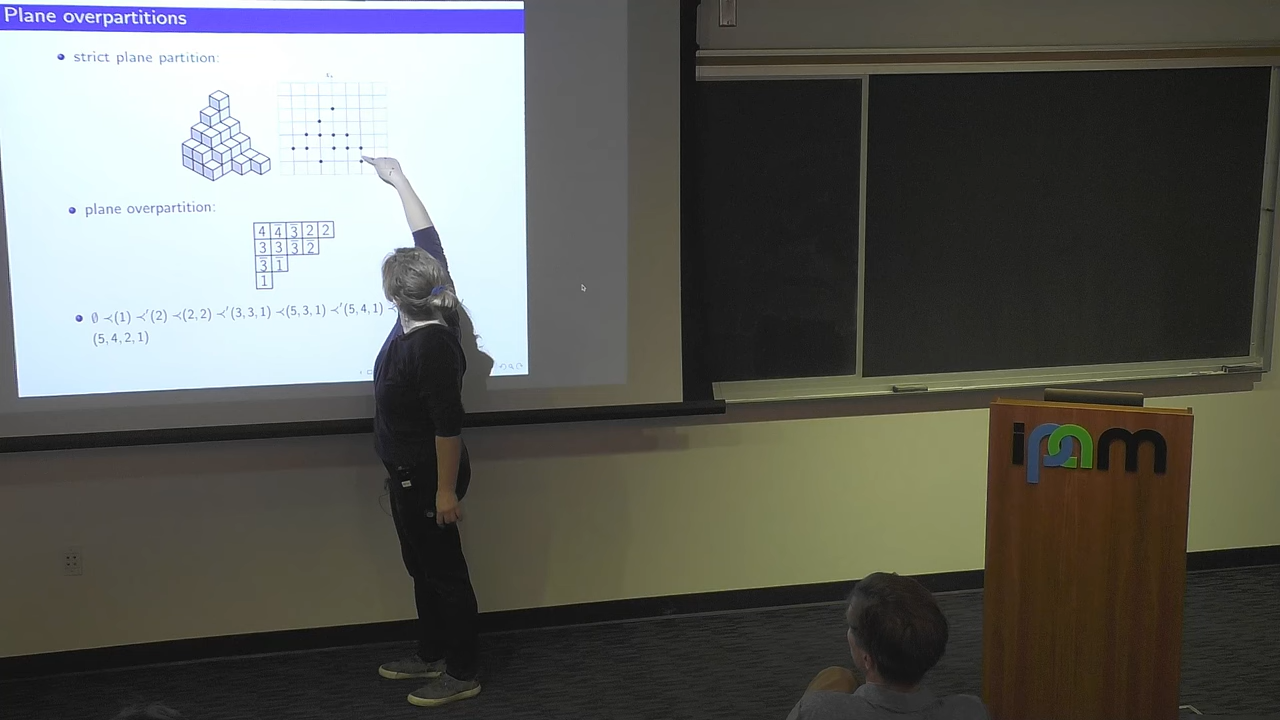 Plane overpartitions
strict plane partition:
plane overpartition:
4 4̄ 3̄ 2 2
3 3 3̄ 2̄
3̄ 1̄
1
∅ ≺(1) ≺′(2) ≺(2, 2) ≺′(3, 3, 1) ≺(5, 3, 1) ≺′(5, 4, 1) ≺
(5, 4, 2, 1)
ipam